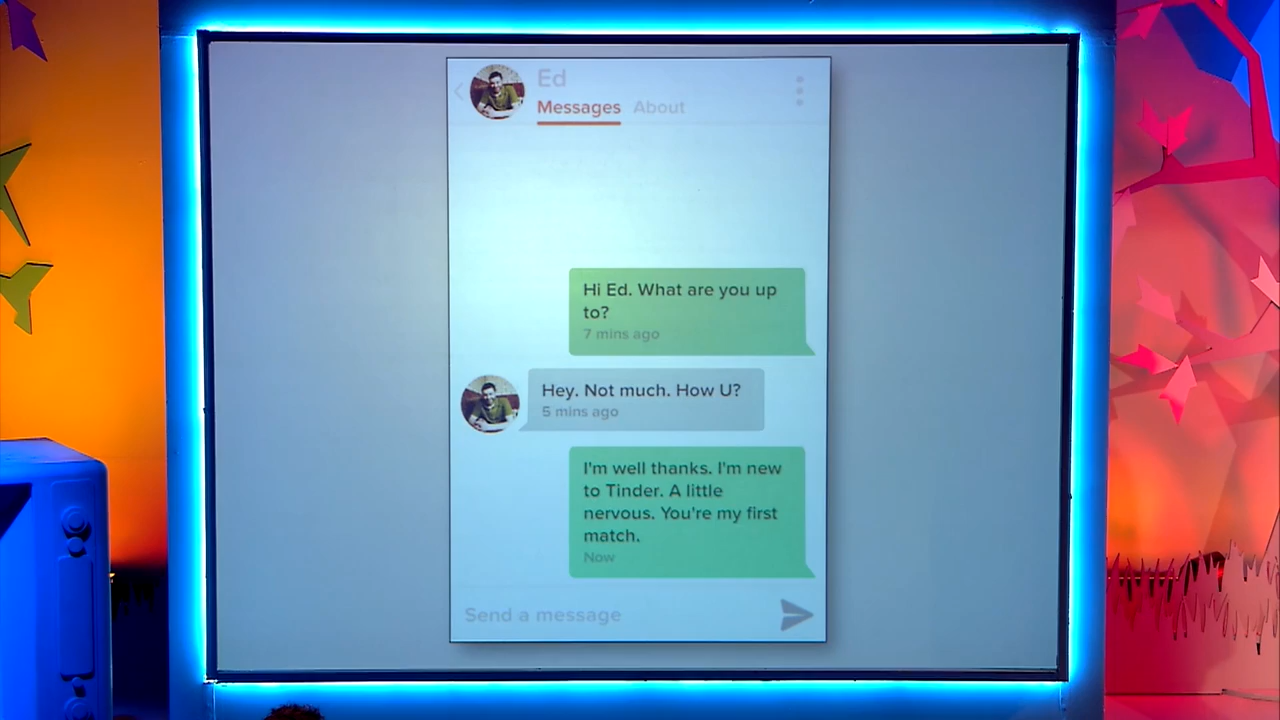 Ed
Messages About
Hi Ed. What are you up
to?
7 mins ago
Hey. Not much. How U?
5 mins ago
I'm well thanks. I'm new
to Tinder. A little
nervous. You're my first
match.
Now
Send a message